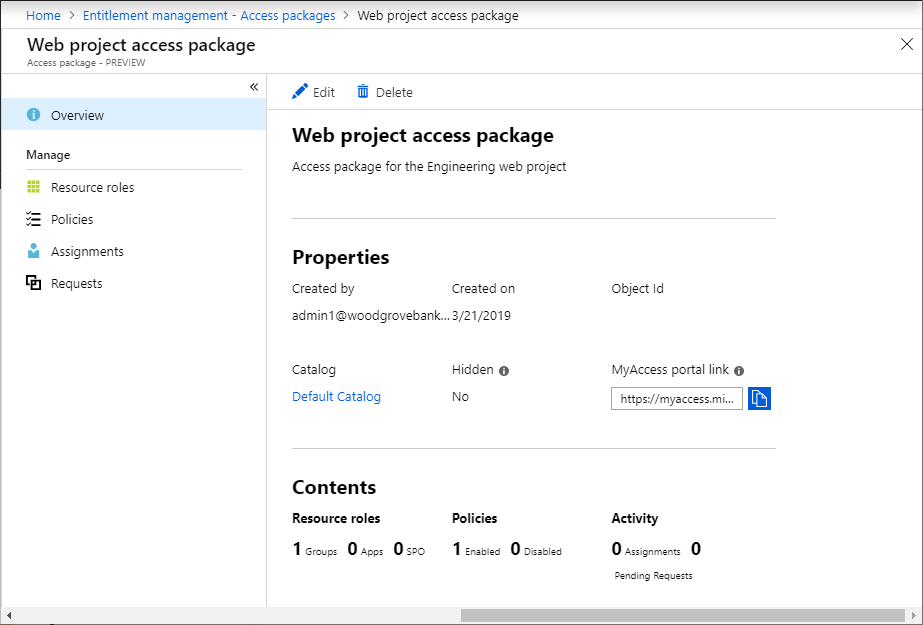 Home > Entitlement management - Access packages > Web project access package
Web project access package
Access package - PREVIEW
«
Overview
Manage
Resource roles
Policies
Assignments
Requests
Edit Delete
Web project access package
Access package for the Engineering web project
Properties
Created by Created on Object Id
admin1@woodgrovebank... 3/21/2019
Catalog Hidden MyAccess portal link
Default Catalog No https://myaccess.mi...
Contents
Resource roles Policies Activity
1 Groups 0 Apps 0 SPO 1 Enabled 0 Disabled 0 Assignments 0
Pending Requests